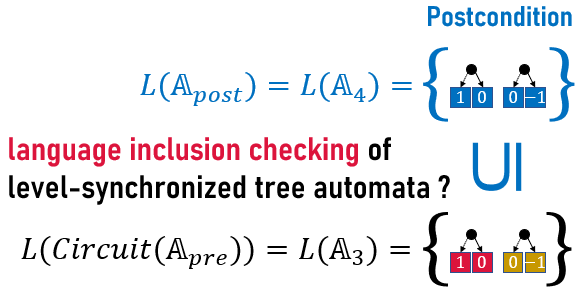 Postcondition
L(𝔸post) = L(𝔸4) = { 1 0 0 −1 }
language inclusion checking of
level-synchronized tree automata ?
⊆
L(Circuit(𝔸pre)) = L(𝔸3) = { 1 0 0 −1 }